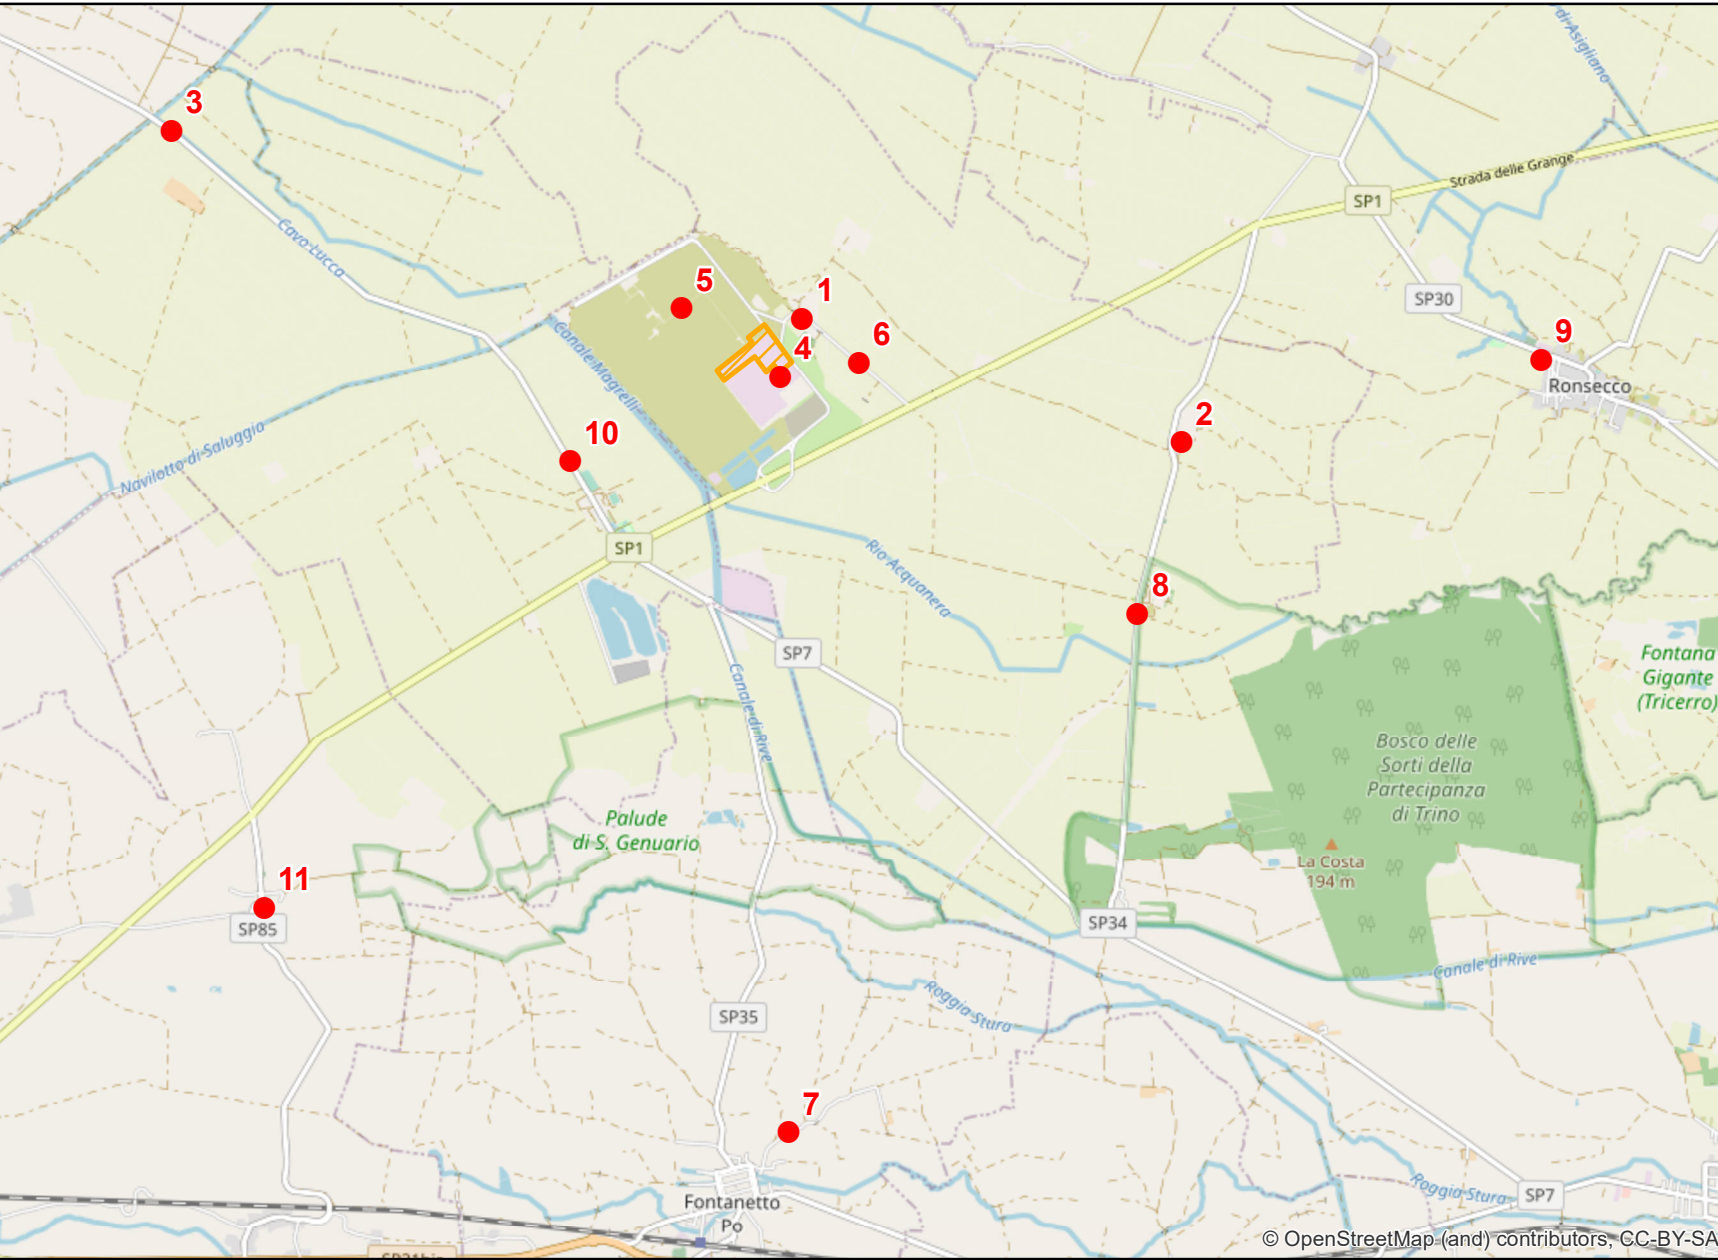 di Asigliano
3
Strada delle Grange
SP1
Cavo Lucca
5
1
SP30
6
9
4
Canale Magrelli
Ronsecco
2
10
Navilotto di Saluggia
SP1
Rio Acquanera
8
SP7
Fontana
Gigante
(Tricerro)
Canale di Rive
Bosco delle
Sorti della
Partecipanza
di Trino
Palude
di S. Genuario
La Costa
194 m
11
SP85
SP34
Canale di Rive
Roggia Stura
SP35
7
Roggia Stura
SP7
Fontanetto
Po
© OpenStreetMap (and) contributors, CC-BY-SA